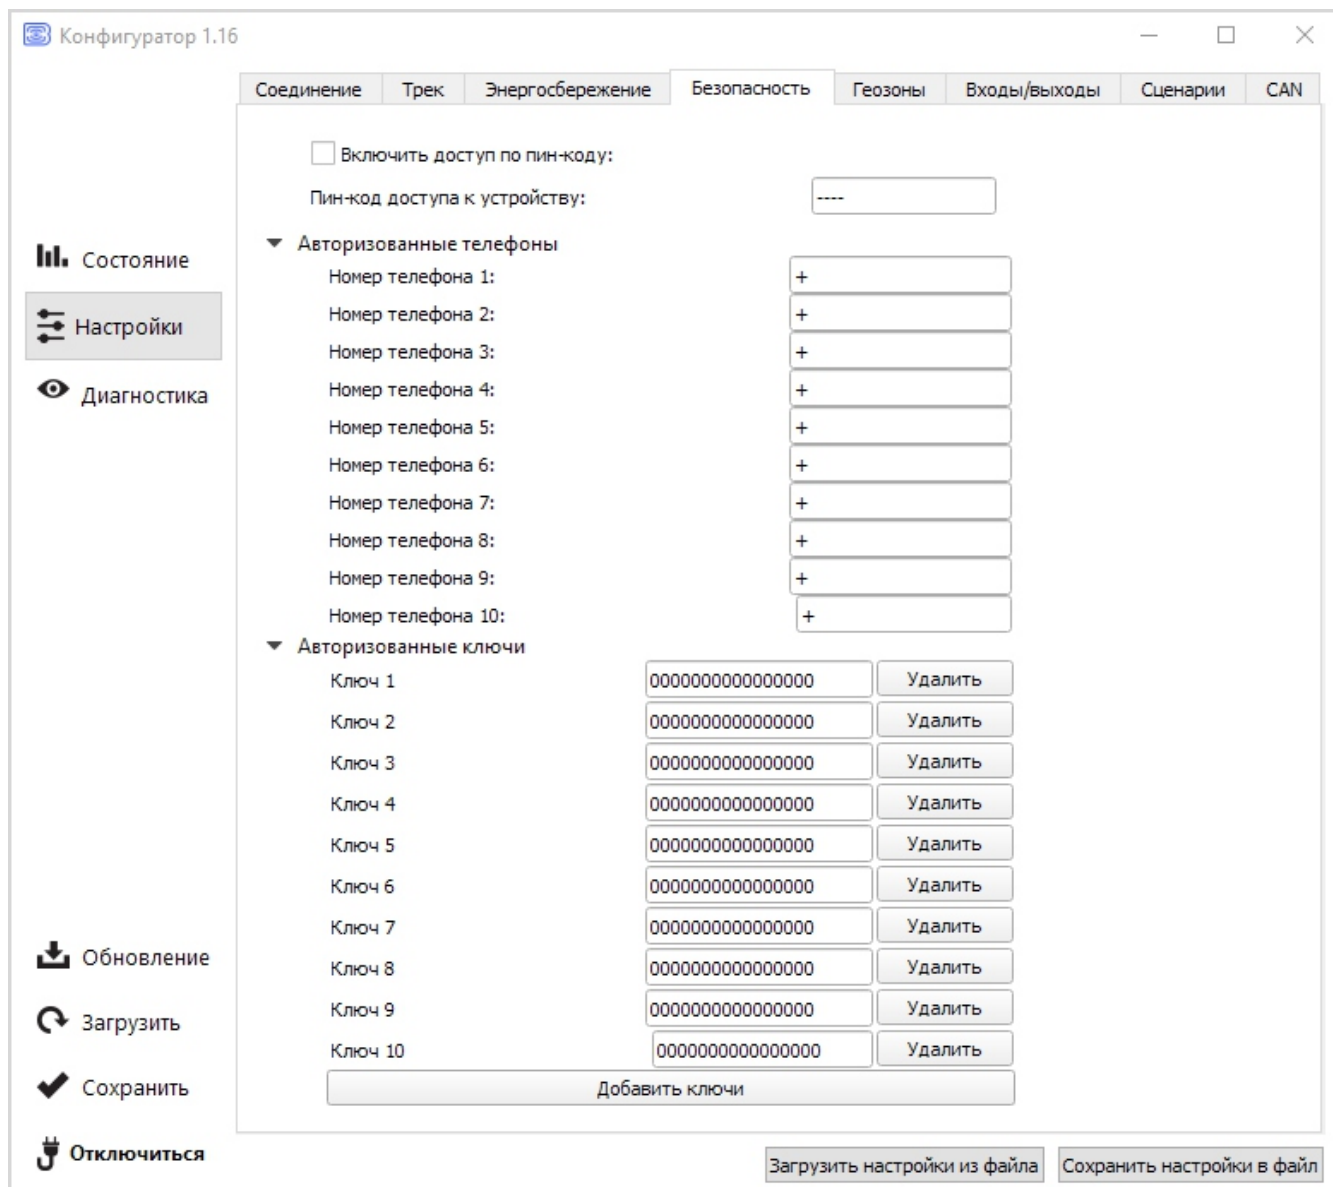 Конфигуратор 1.16
Соединение Трек Энергосбережение Безопасность Геозоны Входы/выходы Сценарии CAN
Включить доступ по пин-коду:
Пин-код доступа к устройству: ----
Авторизованные телефоны
Номер телефона 1: +
Номер телефона 2: +
Номер телефона 3: +
Номер телефона 4: +
Номер телефона 5: +
Номер телефона 6: +
Номер телефона 7: +
Номер телефона 8: +
Номер телефона 9: +
Номер телефона 10: +
Авторизованные ключи
Ключ 1 0000000000000000 Удалить
Ключ 2 0000000000000000 Удалить
Ключ 3 0000000000000000 Удалить
Ключ 4 0000000000000000 Удалить
Ключ 5 0000000000000000 Удалить
Ключ 6 0000000000000000 Удалить
Ключ 7 0000000000000000 Удалить
Ключ 8 0000000000000000 Удалить
Ключ 9 0000000000000000 Удалить
Ключ 10 0000000000000000 Удалить
Добавить ключи
Состояние
Настройки
Диагностика
Обновление
Загрузить
Сохранить
Отключиться
Загрузить настройки из файла Сохранить настройки в файл